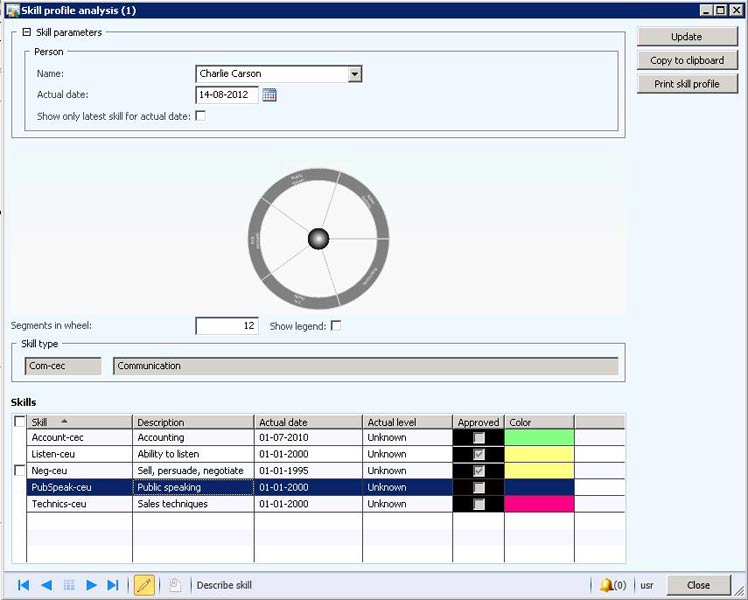 Skill profile analysis (1)
Skill parameters
Update
Person
Copy to clipboard
Name: Charlie Carson
Print skill profile
Actual date: 14-08-2012
Show only latest skill for actual date:
Segments in wheel: 12 Show legend:
Skill type
Com-cec Communication
Skills
Skill Description Actual date Actual level Approved Color
Account-cec Accounting 01-07-2010 Unknown
Listen-ceu Ability to listen 01-01-2000 Unknown
Neg-ceu Sell, persuade, negotiate 01-01-1995 Unknown
PubSpeak-ceu Public speaking 01-01-2000 Unknown
Technics-ceu Sales techniques 01-01-2000 Unknown
Describe skill (0) usr Close